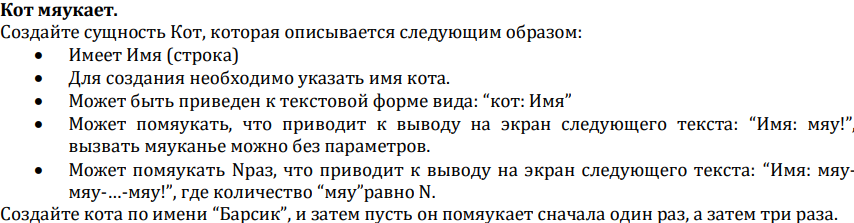 Кот мяукает.
Создайте сущность Кот, которая описывается следующим образом:
• Имеет Имя (строка)
• Для создания необходимо указать имя кота.
• Может быть приведен к текстовой форме вида: “кот: Имя”
• Может помяукать, что приводит к выводу на экран следующего текста: “Имя: мяу!”,
вызвать мяуканье можно без параметров.
• Может помяукать Nраз, что приводит к выводу на экран следующего текста: “Имя: мяу-
мяу-…-мяу!”, где количество “мяу”равно N.
Создайте кота по имени “Барсик”, и затем пусть он помяукает сначала один раз, а затем три раза.